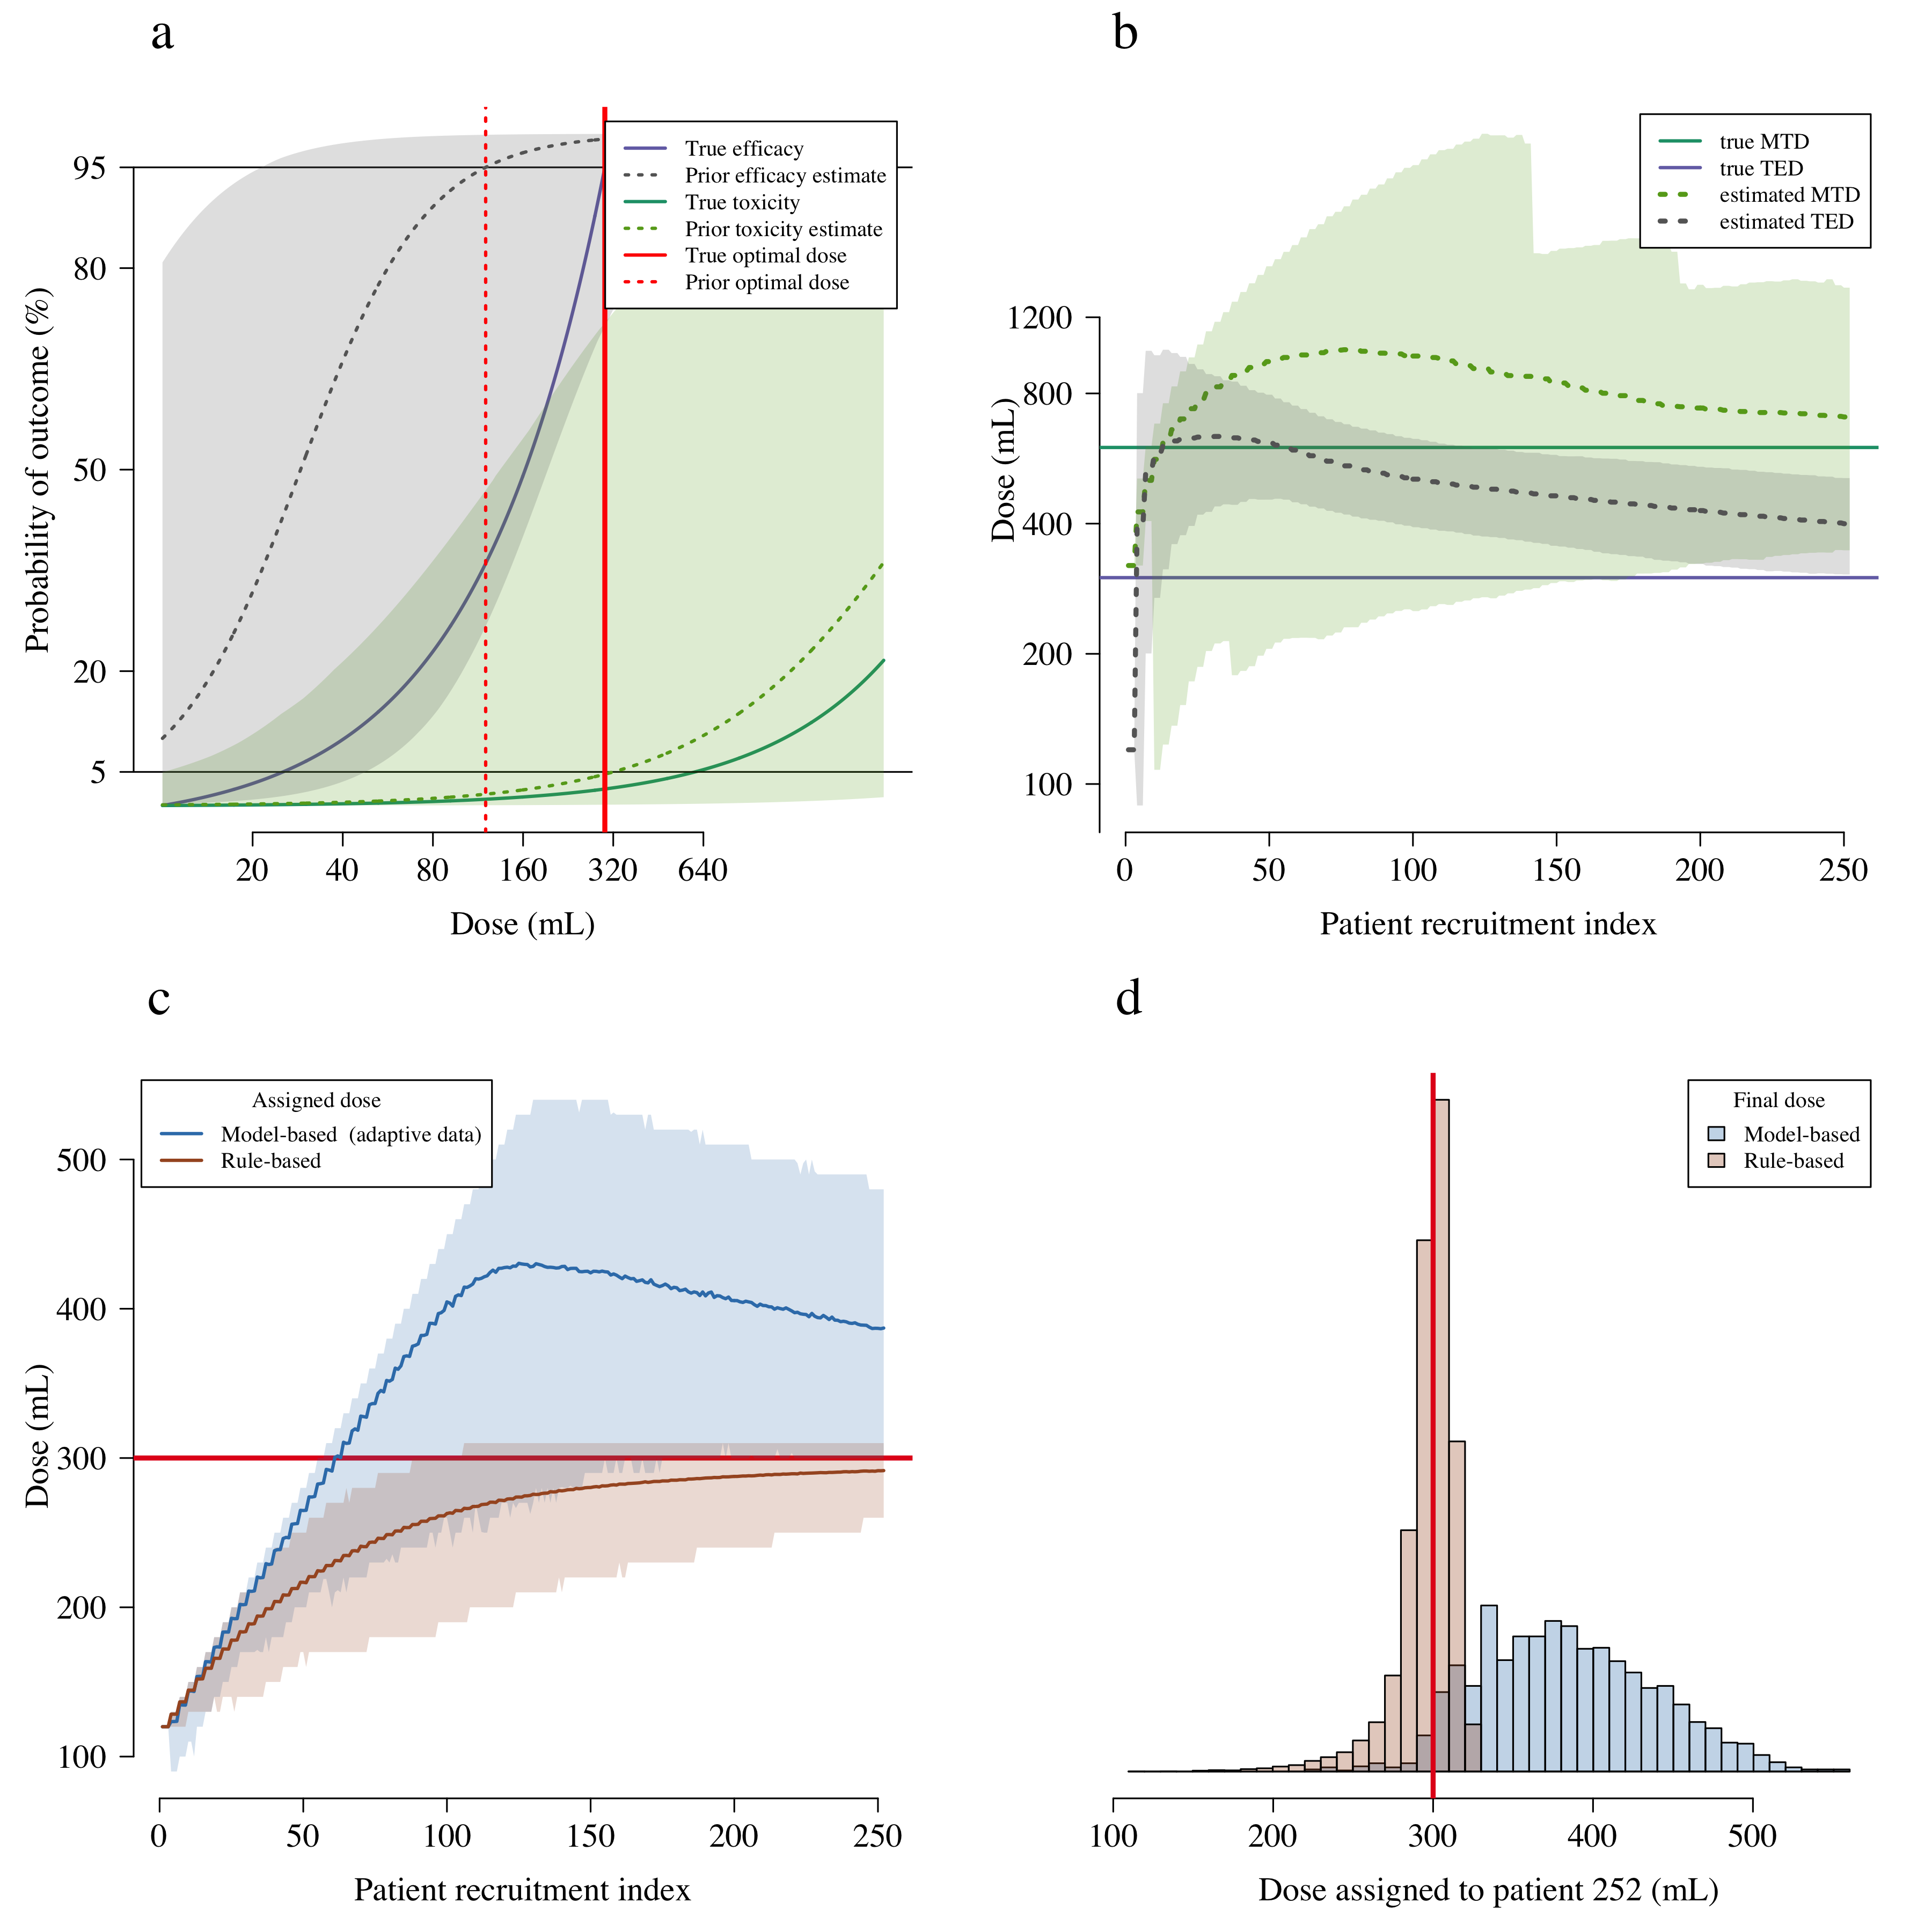 a
Probability of outcome (%)
95
80
50
20
5
True efficacy
Prior efficacy estimate
True toxicity
Prior toxicity estimate
True optimal dose
Prior optimal dose
20 40 80 160 320 640
Dose (mL)
b
Dose (mL)
1200
800
400
200
100
true MTD
true TED
estimated MTD
estimated TED
0 50 100 150 200 250
Patient recruitment index
c
Dose (mL)
500
400
300
200
100
Assigned dose
Model-based (adaptive data)
Rule-based
0 50 100 150 200 250
Patient recruitment index
d
Final dose
Model-based
Rule-based
100 200 300 400 500
Dose assigned to patient 252 (mL)